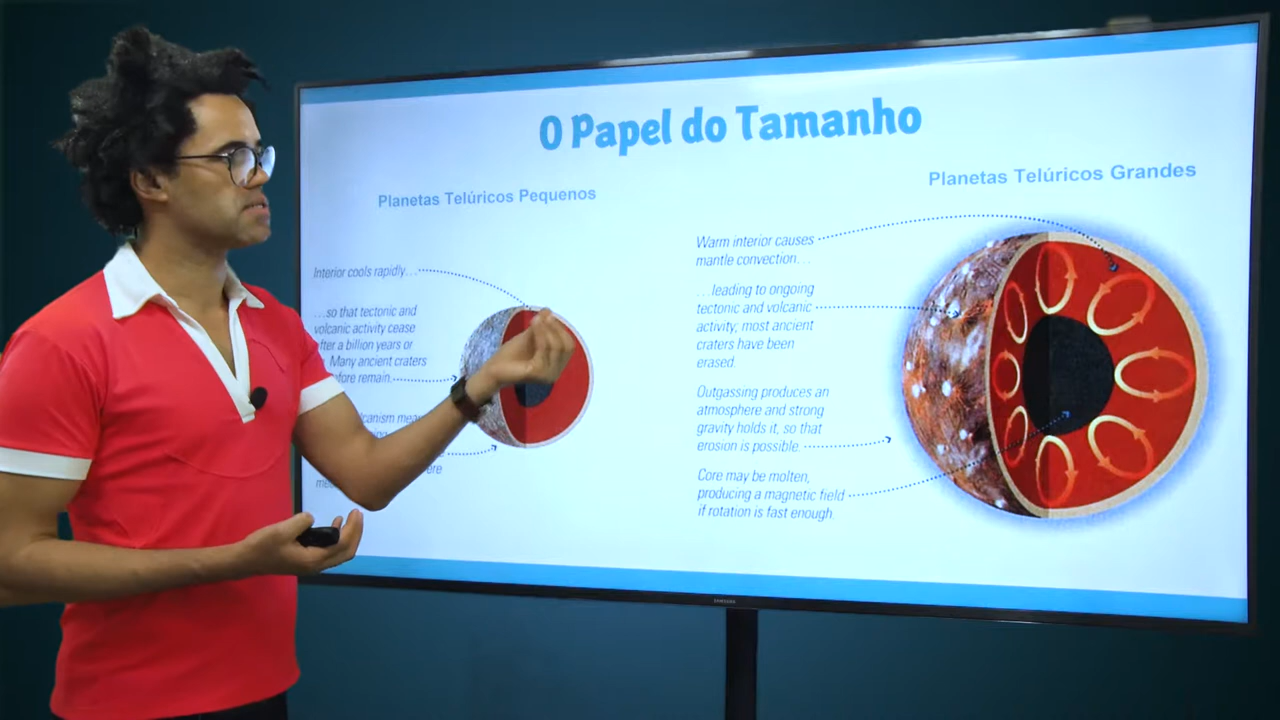 O Papel do Tamanho
Planetas Telúricos Pequenos
Interior cools rapidly…
…so that tectonic and
volcanic activity cease
after a billion years or
Many ancient craters
remain.
means
Planetas Telúricos Grandes
Warm interior causes
mantle convection…
…leading to ongoing
tectonic and volcanic
activity; most ancient
craters have been
erased.
Outgassing produces an
atmosphere and strong
gravity holds it, so that
erosion is possible.
Core may be molten,
producing a magnetic field
if rotation is fast enough.
SAMSUNG